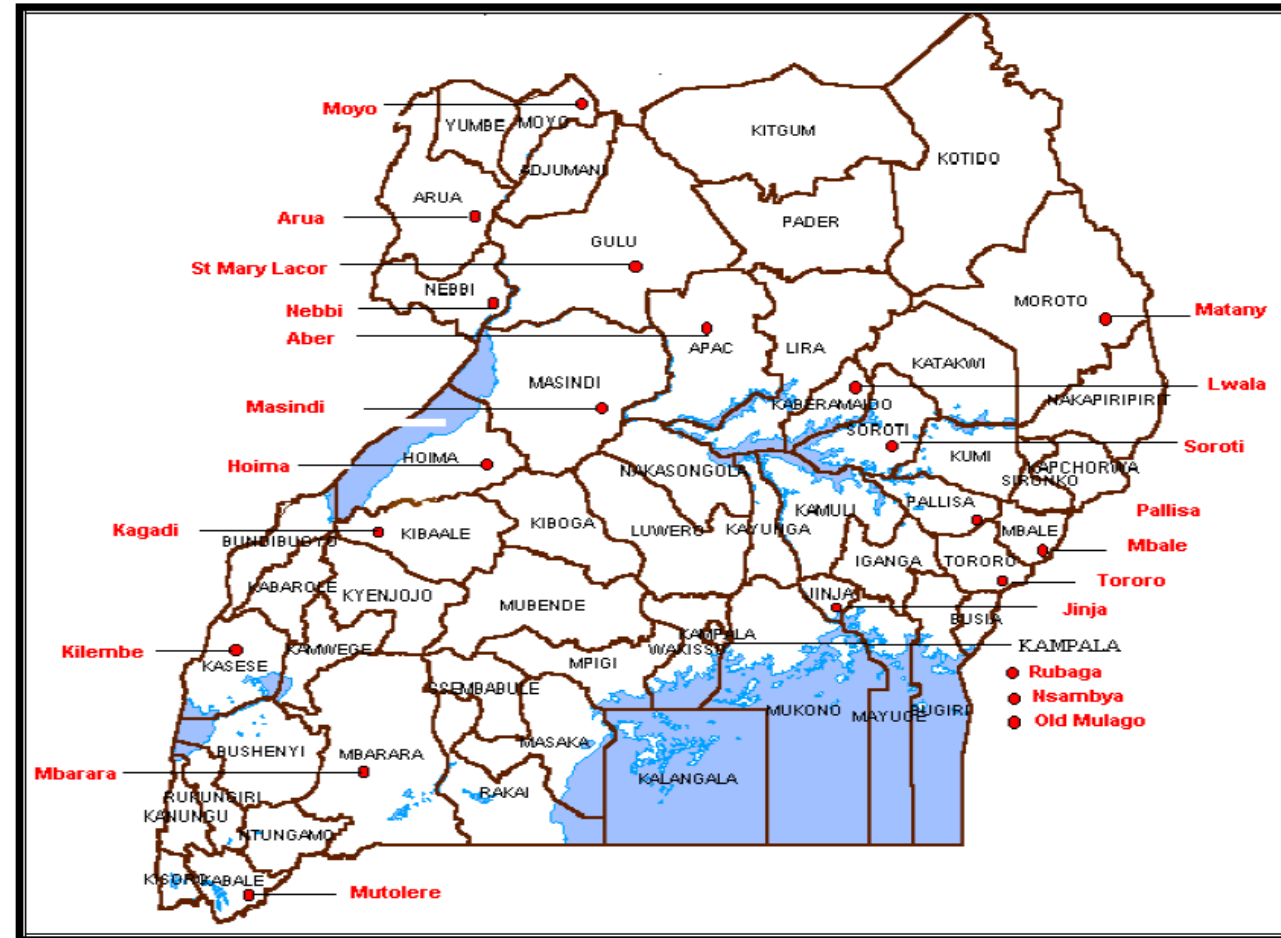 Moyo
YUMBE
MOYO
KITGUM
KOTIDO
ADJUMANI
ARUA
Arua
PADER
GULU
St Mary Lacor
NEBBI
Nebbi
MOROTO
Matany
Aber
APAC
LIRA
KATAKWI
MASINDI
Lwala
Masindi
KABERAMAIDO
NAKAPIRIPIRIT
SOROTI
Soroti
HOIMA
Hoima
KUMI
NAKASONGOLA
KAPCHORWA
SIRONKO
PALLISA
Pallisa
KAMULI
Kagadi
KIBAALE
KIBOGA
LUWERO
KAYUNGA
MBALE
BUNDIBUGYO
Mbale
IGANGA
TORORO
KABAROLE
Tororo
KYENJOJO
JINJA
MUBENDE
Jinja
BUSIA
KAMPALA
Kilembe
KAMWEGE
WAKISSO
KAMPALA
KASESE
MPIGI
Rubaga
SSEMBABULE
Nsambya
MUKONO
MAYUGE
BUGIRI
Old Mulago
MASAKA
BUSHENYI
MBARARA
Mbarara
KALANGALA
RAKAI
RUKUNGIRI
KANUNGU
NTUNGAMO
KISORO
KABALE
Mutolere